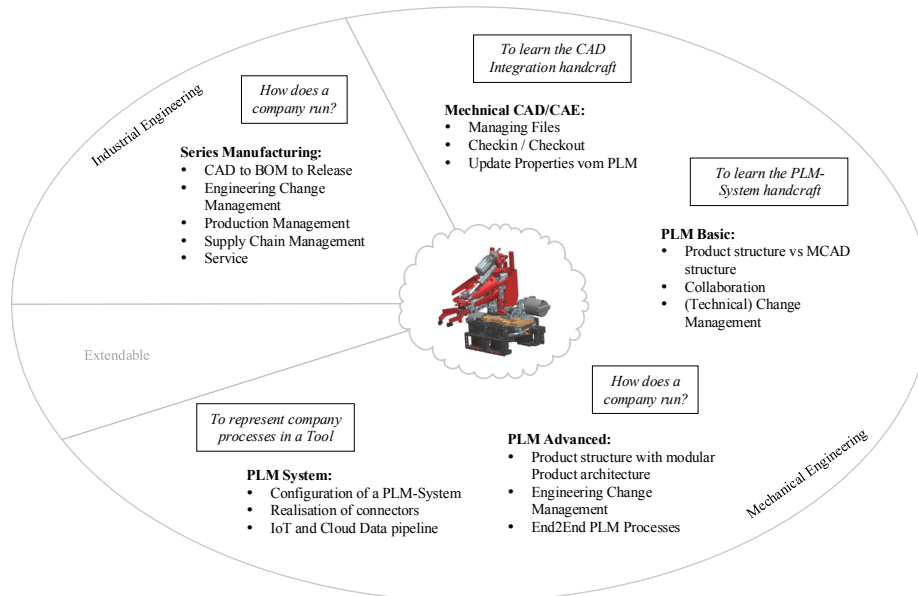 To learn the CAD
Integration handcraft
Mechnical CAD/CAE:
• Managing Files
• Checkin / Checkout
• Update Properties vom PLM
How does a
company run?
Industrial Engineering
Series Manufacturing:
• CAD to BOM to Release
• Engineering Change
Management
• Production Management
• Supply Chain Management
• Service
To learn the PLM-
System handcraft
PLM Basic:
• Product structure vs MCAD
structure
• Collaboration
• (Technical) Change
Management
Extendable
To represent company
processes in a Tool
PLM System:
• Configuration of a PLM-System
• Realisation of connectors
• IoT and Cloud Data pipeline
How does a
company run?
PLM Advanced:
• Product structure with modular
Product architecture
• Engineering Change
Management
• End2End PLM Processes
Mechanical Engineering